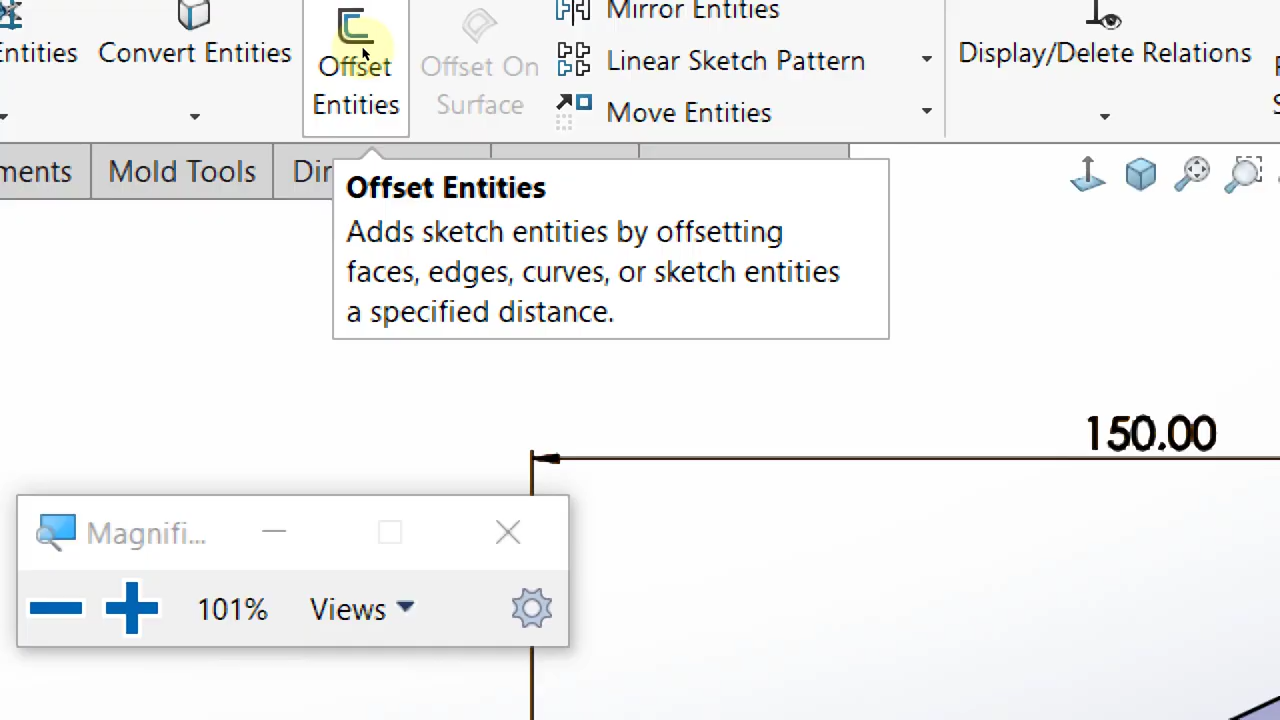 Mirror Entities
Entities
Convert Entities
Offset
Entities
Offset On
Surface
Linear Sketch Pattern
Move Entities
Display/Delete Relations
ments
Mold Tools
Dir
Offset Entities
Adds sketch entities by offsetting
faces, edges, curves, or sketch entities
a specified distance.
150.00
Magnifi...
101%
Views